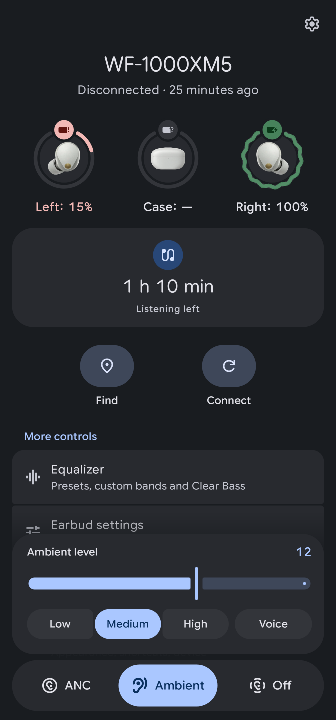 WF-1000XM5
Disconnected · 25 minutes ago
Left: 15%
Case: —
Right: 100%
1 h 10 min
Listening left
Find
Connect
More controls
Equalizer
Presets, custom bands and Clear Bass
Earbud settings
Ambient level
12
Low
Medium
High
Voice
ANC
Ambient
Off